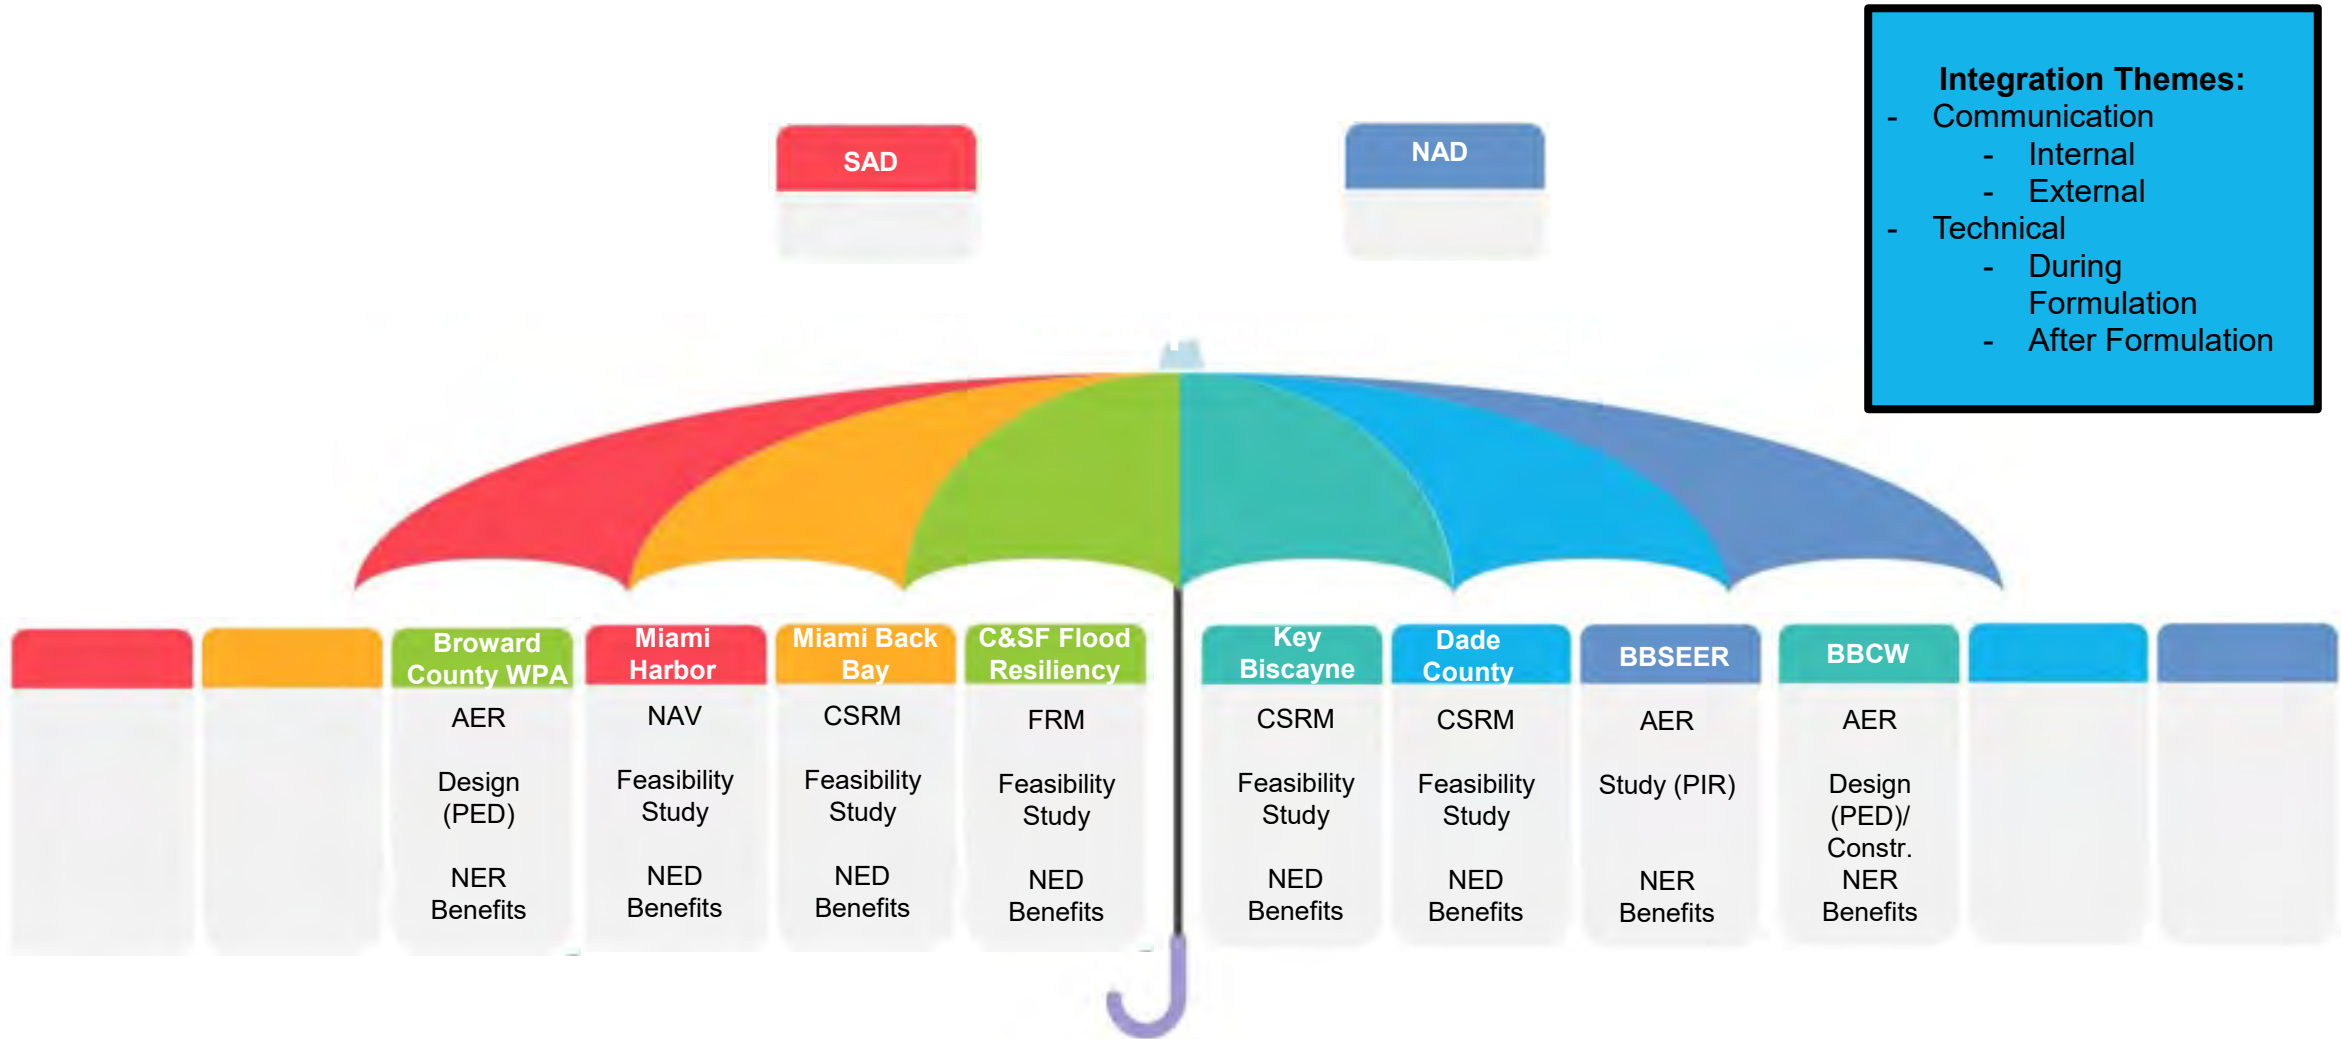 SAD
NAD
Integration Themes:
- Communication
- Internal
- External
- Technical
- During
Formulation
- After Formulation
Broward
County WPA
AER
Design
(PED)
NER
Benefits
Miami
Harbor
NAV
Feasibility
Study
NED
Benefits
Miami Back
Bay
CSRM
Feasibility
Study
NED
Benefits
C&SF Flood
Resiliency
FRM
Feasibility
Study
NED
Benefits
Key
Biscayne
CSRM
Feasibility
Study
NED
Benefits
Dade
County
CSRM
Feasibility
Study
NED
Benefits
BBSEER
AER
Study (PIR)
NER
Benefits
BBCW
AER
Design
(PED)/
Constr.
NER
Benefits